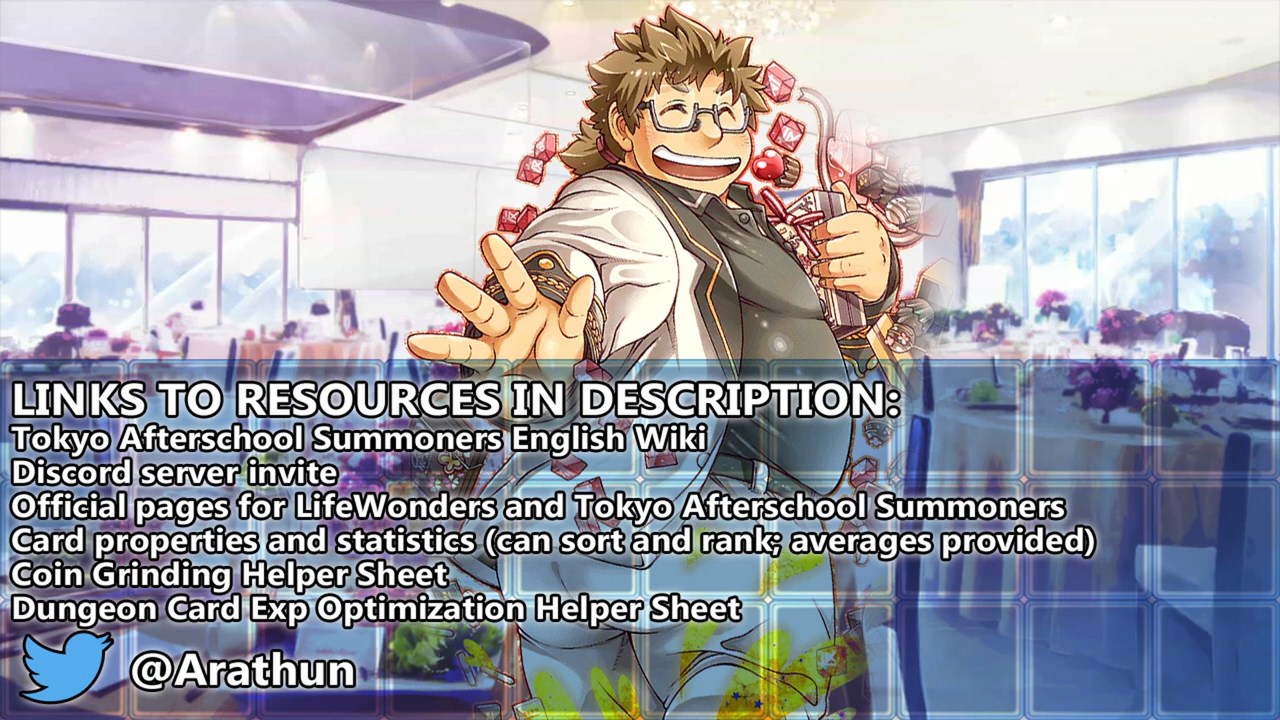 LINKS TO RESOURCES IN DESCRIPTION:
Tokyo Afterschool Summoners English Wiki
Discord server invite
Official pages for LifeWonders and Tokyo Afterschool Summoners
Card properties and statistics (can sort and rank; averages provided)
Coin Grinding Helper Sheet
Dungeon Card Exp Optimization Helper Sheet
@Arathun